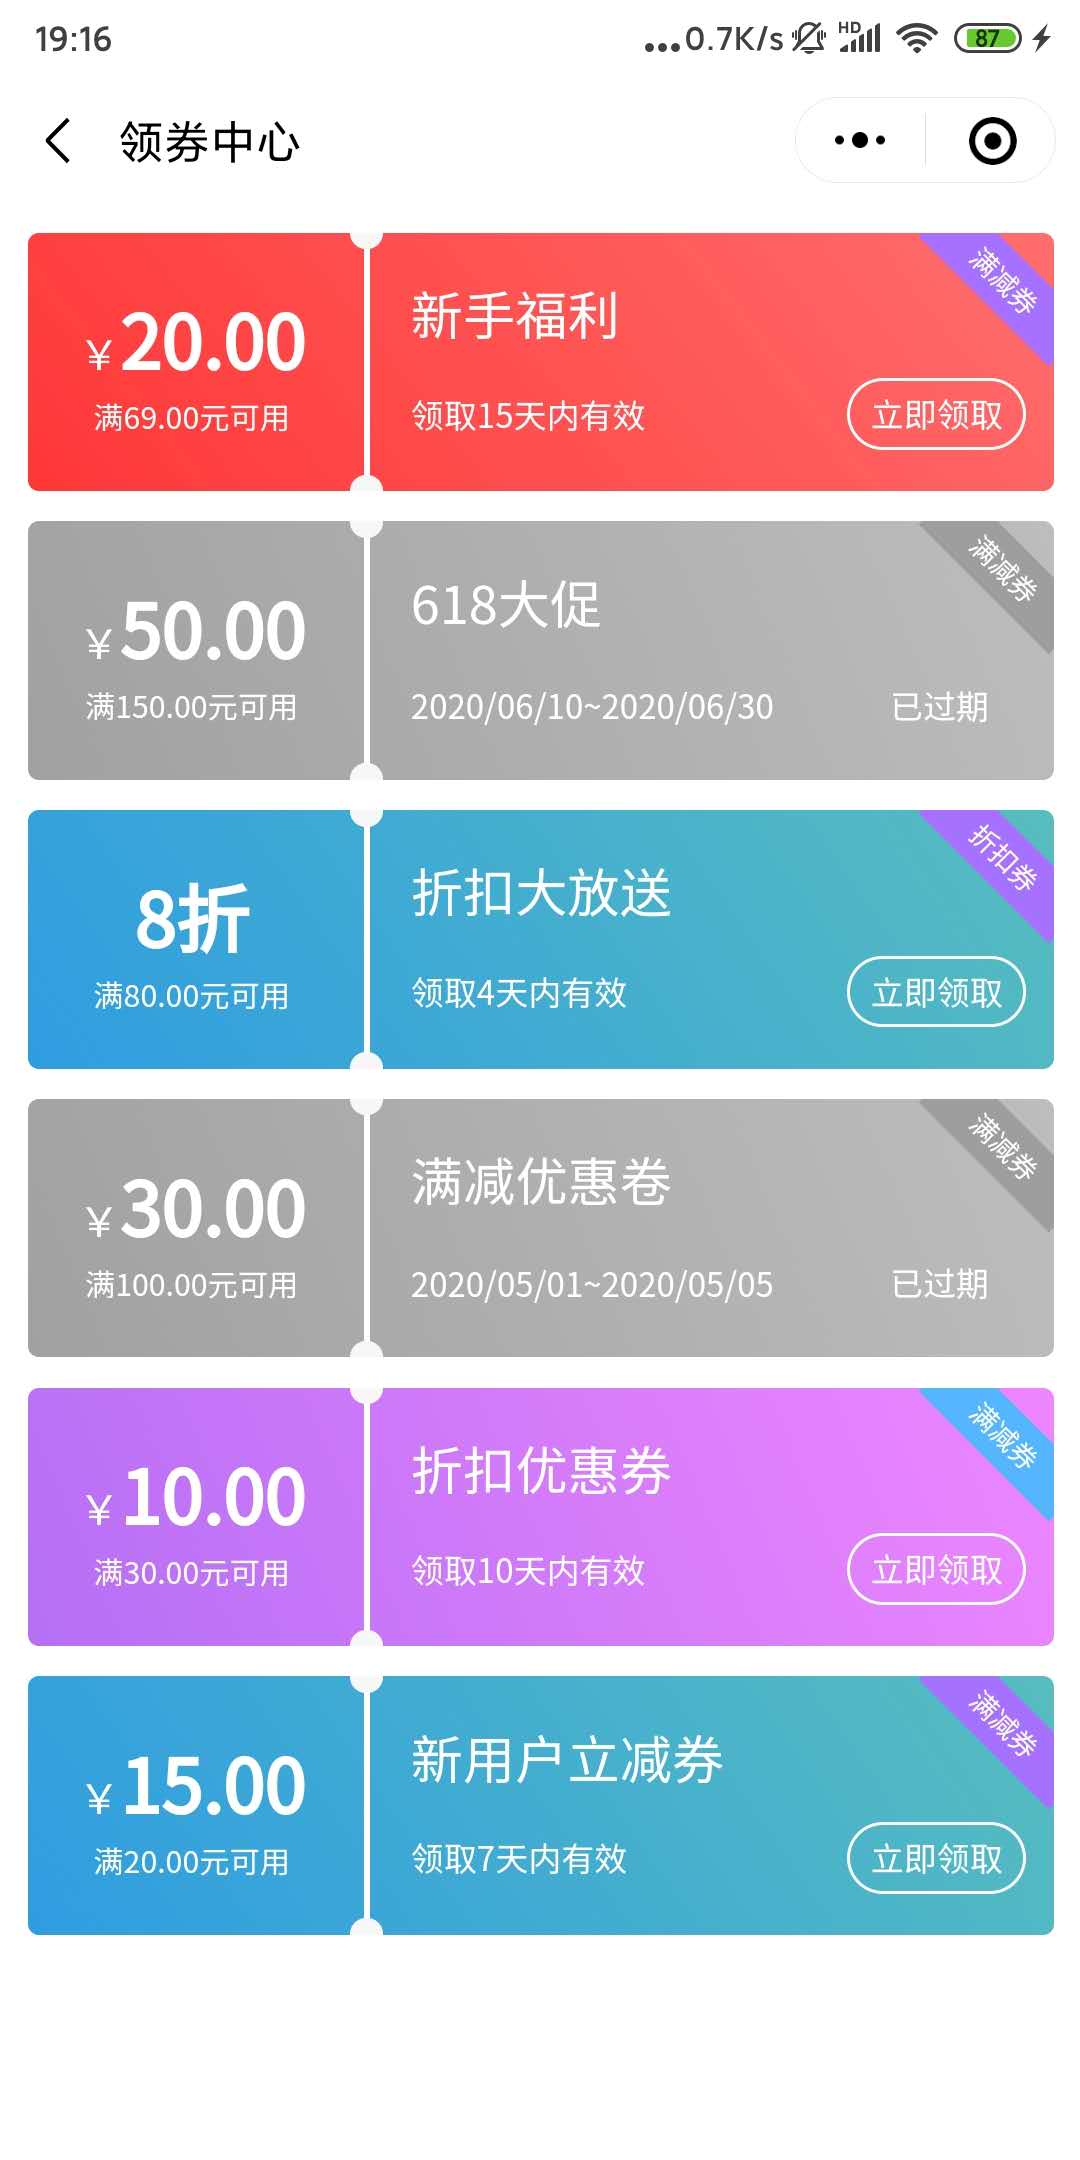 19:16
...0.7K/s HD 87
领券中心
满减券
新手福利
¥20.00
满69.00元可用
领取15天内有效
立即领取
满减券
618大促
¥50.00
满150.00元可用
2020/06/10~2020/06/30
已过期
折扣券
折扣大放送
8折
满80.00元可用
领取4天内有效
立即领取
满减券
满减优惠卷
¥30.00
满100.00元可用
2020/05/01~2020/05/05
已过期
满减券
折扣优惠券
¥10.00
满30.00元可用
领取10天内有效
立即领取
满减券
新用户立减券
¥15.00
满20.00元可用
领取7天内有效
立即领取